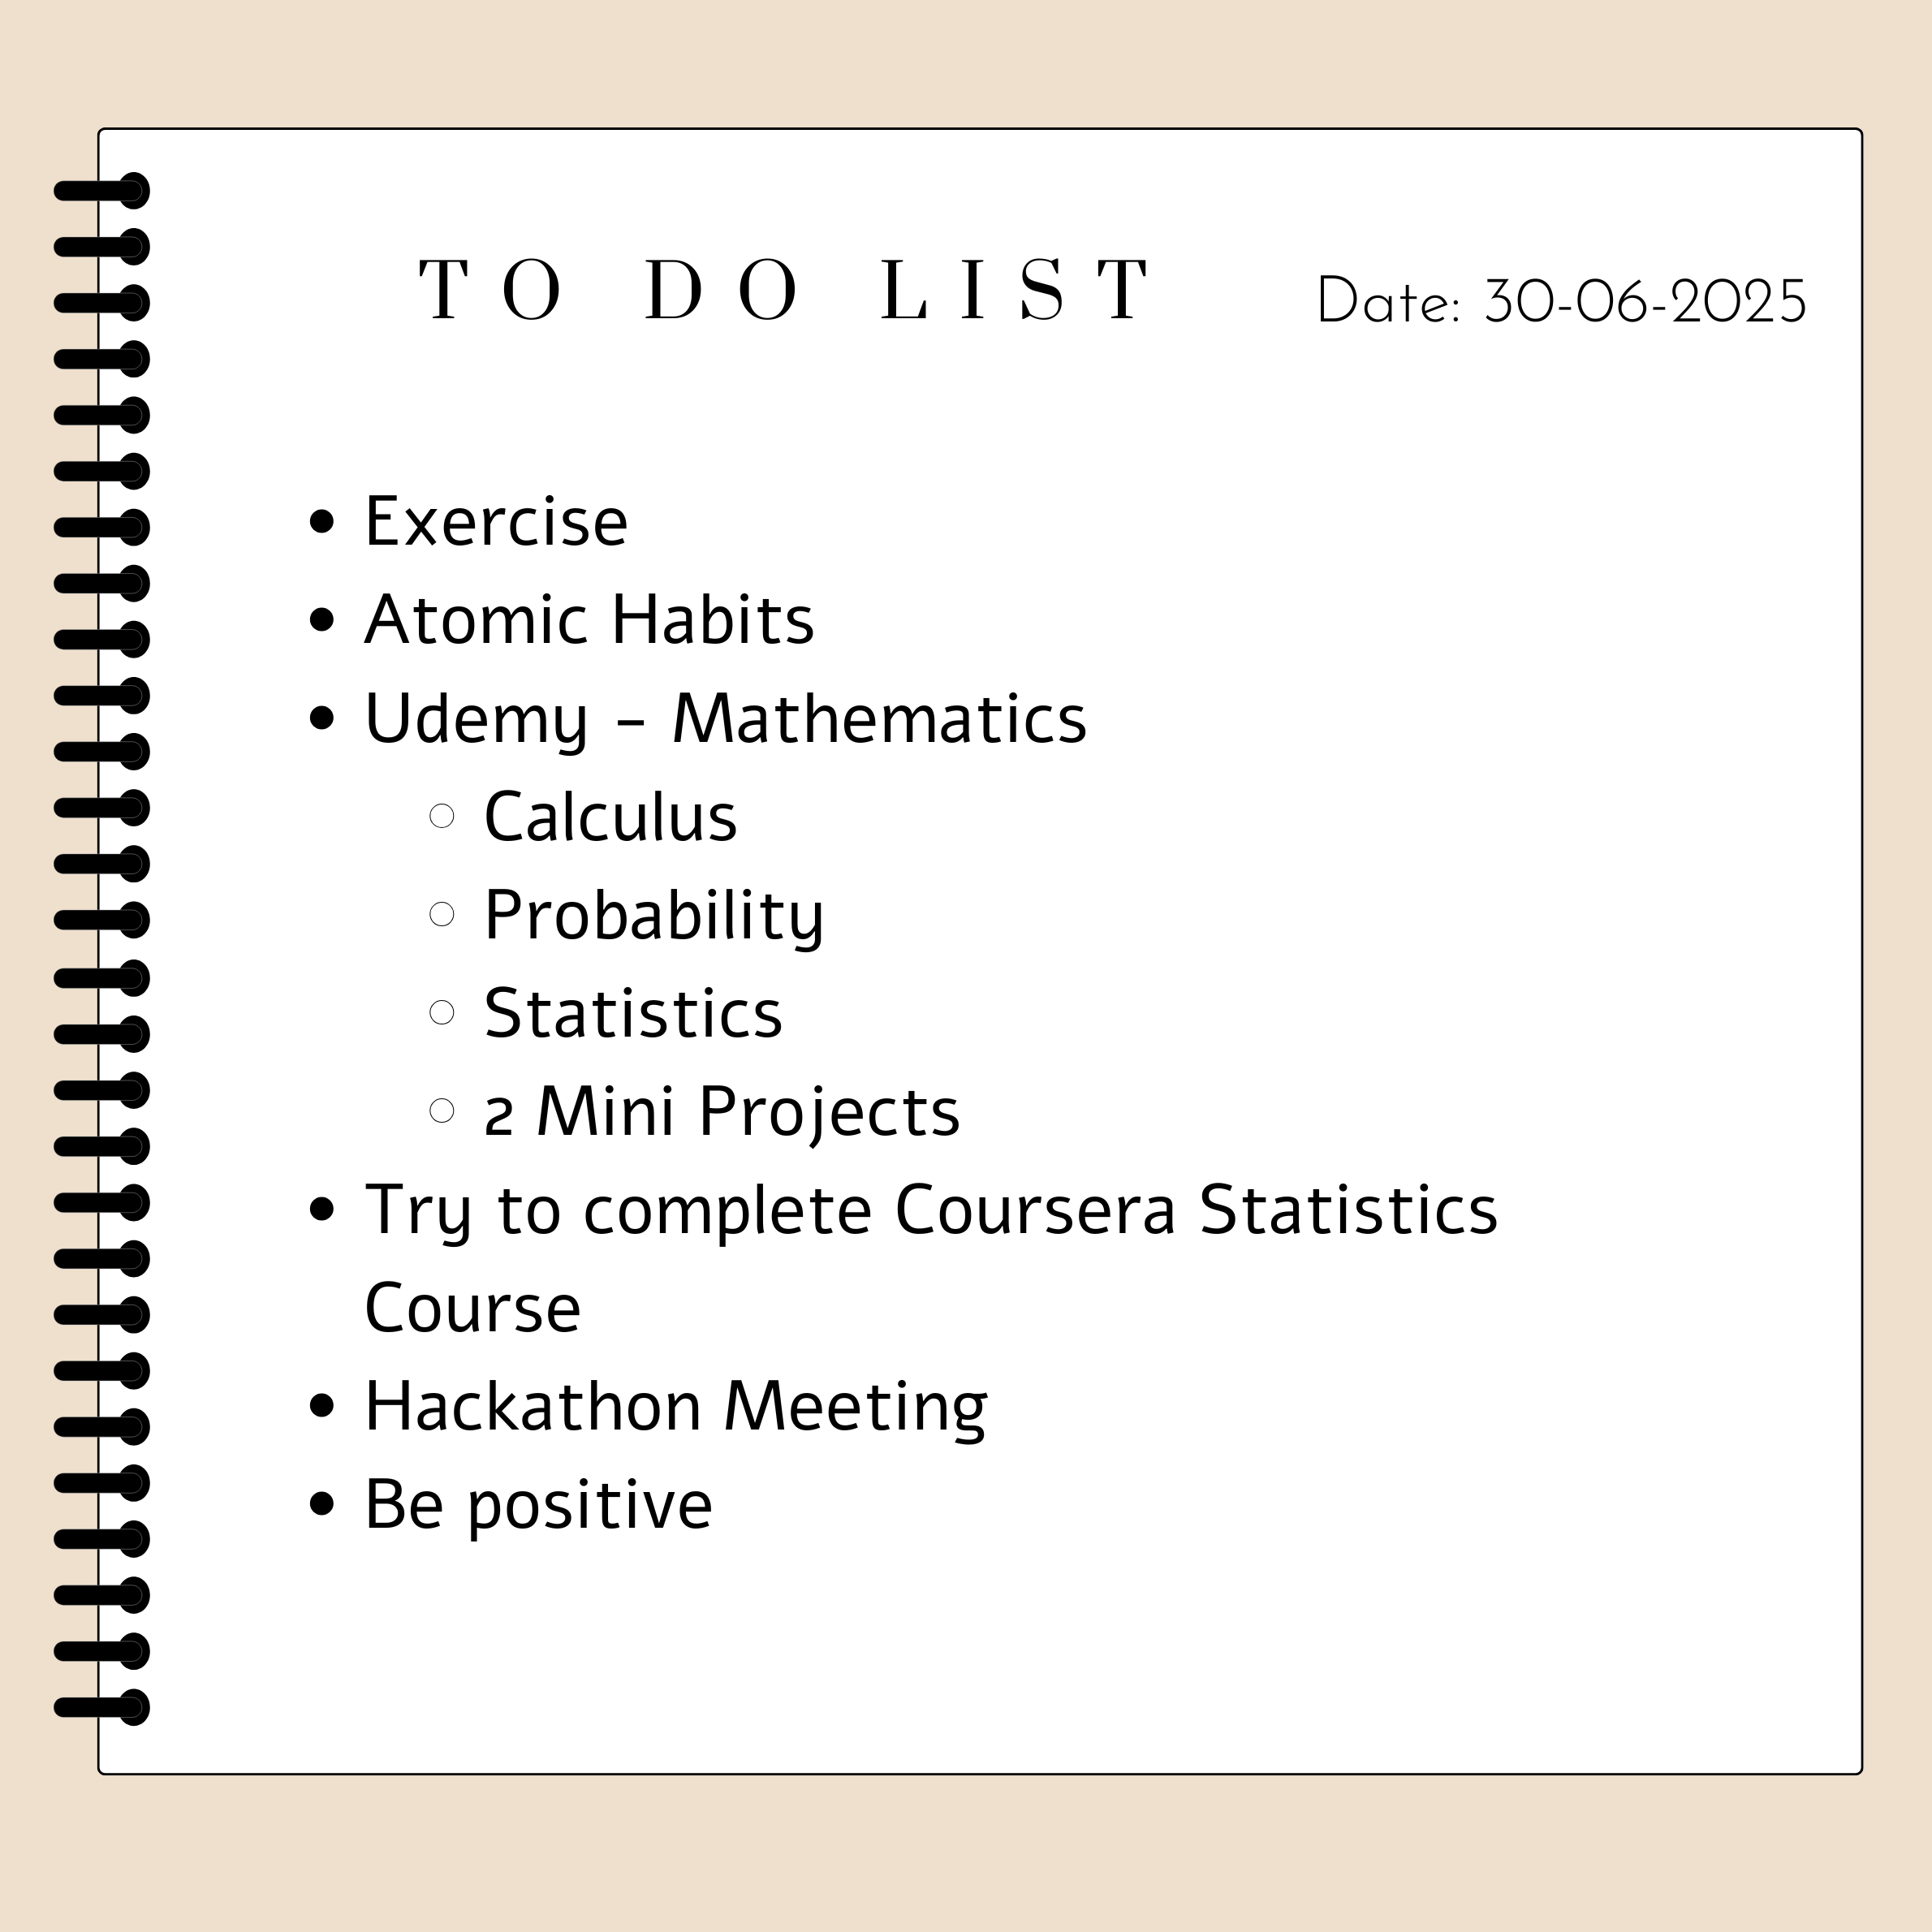 TO DO LIST Date: 30-06-2025
• Exercise
• Atomic Habits
• Udemy - Mathematics
○ Calculus
○ Probability
○ Statistics
○ 2 Mini Projects
• Try to complete Coursera Statistics
Course
• Hackathon Meeting
• Be positive